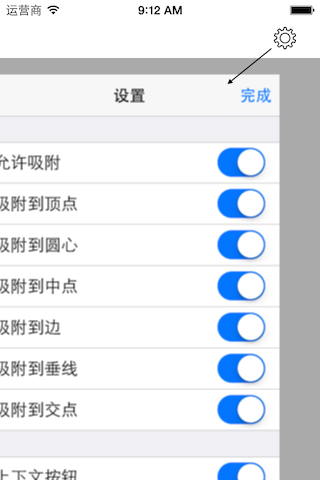 运营商 9:12 AM
设置 完成
允许吸附
吸附到顶点
吸附到圆心
吸附到中点
吸附到边
吸附到垂线
吸附到交点
上下文按钮